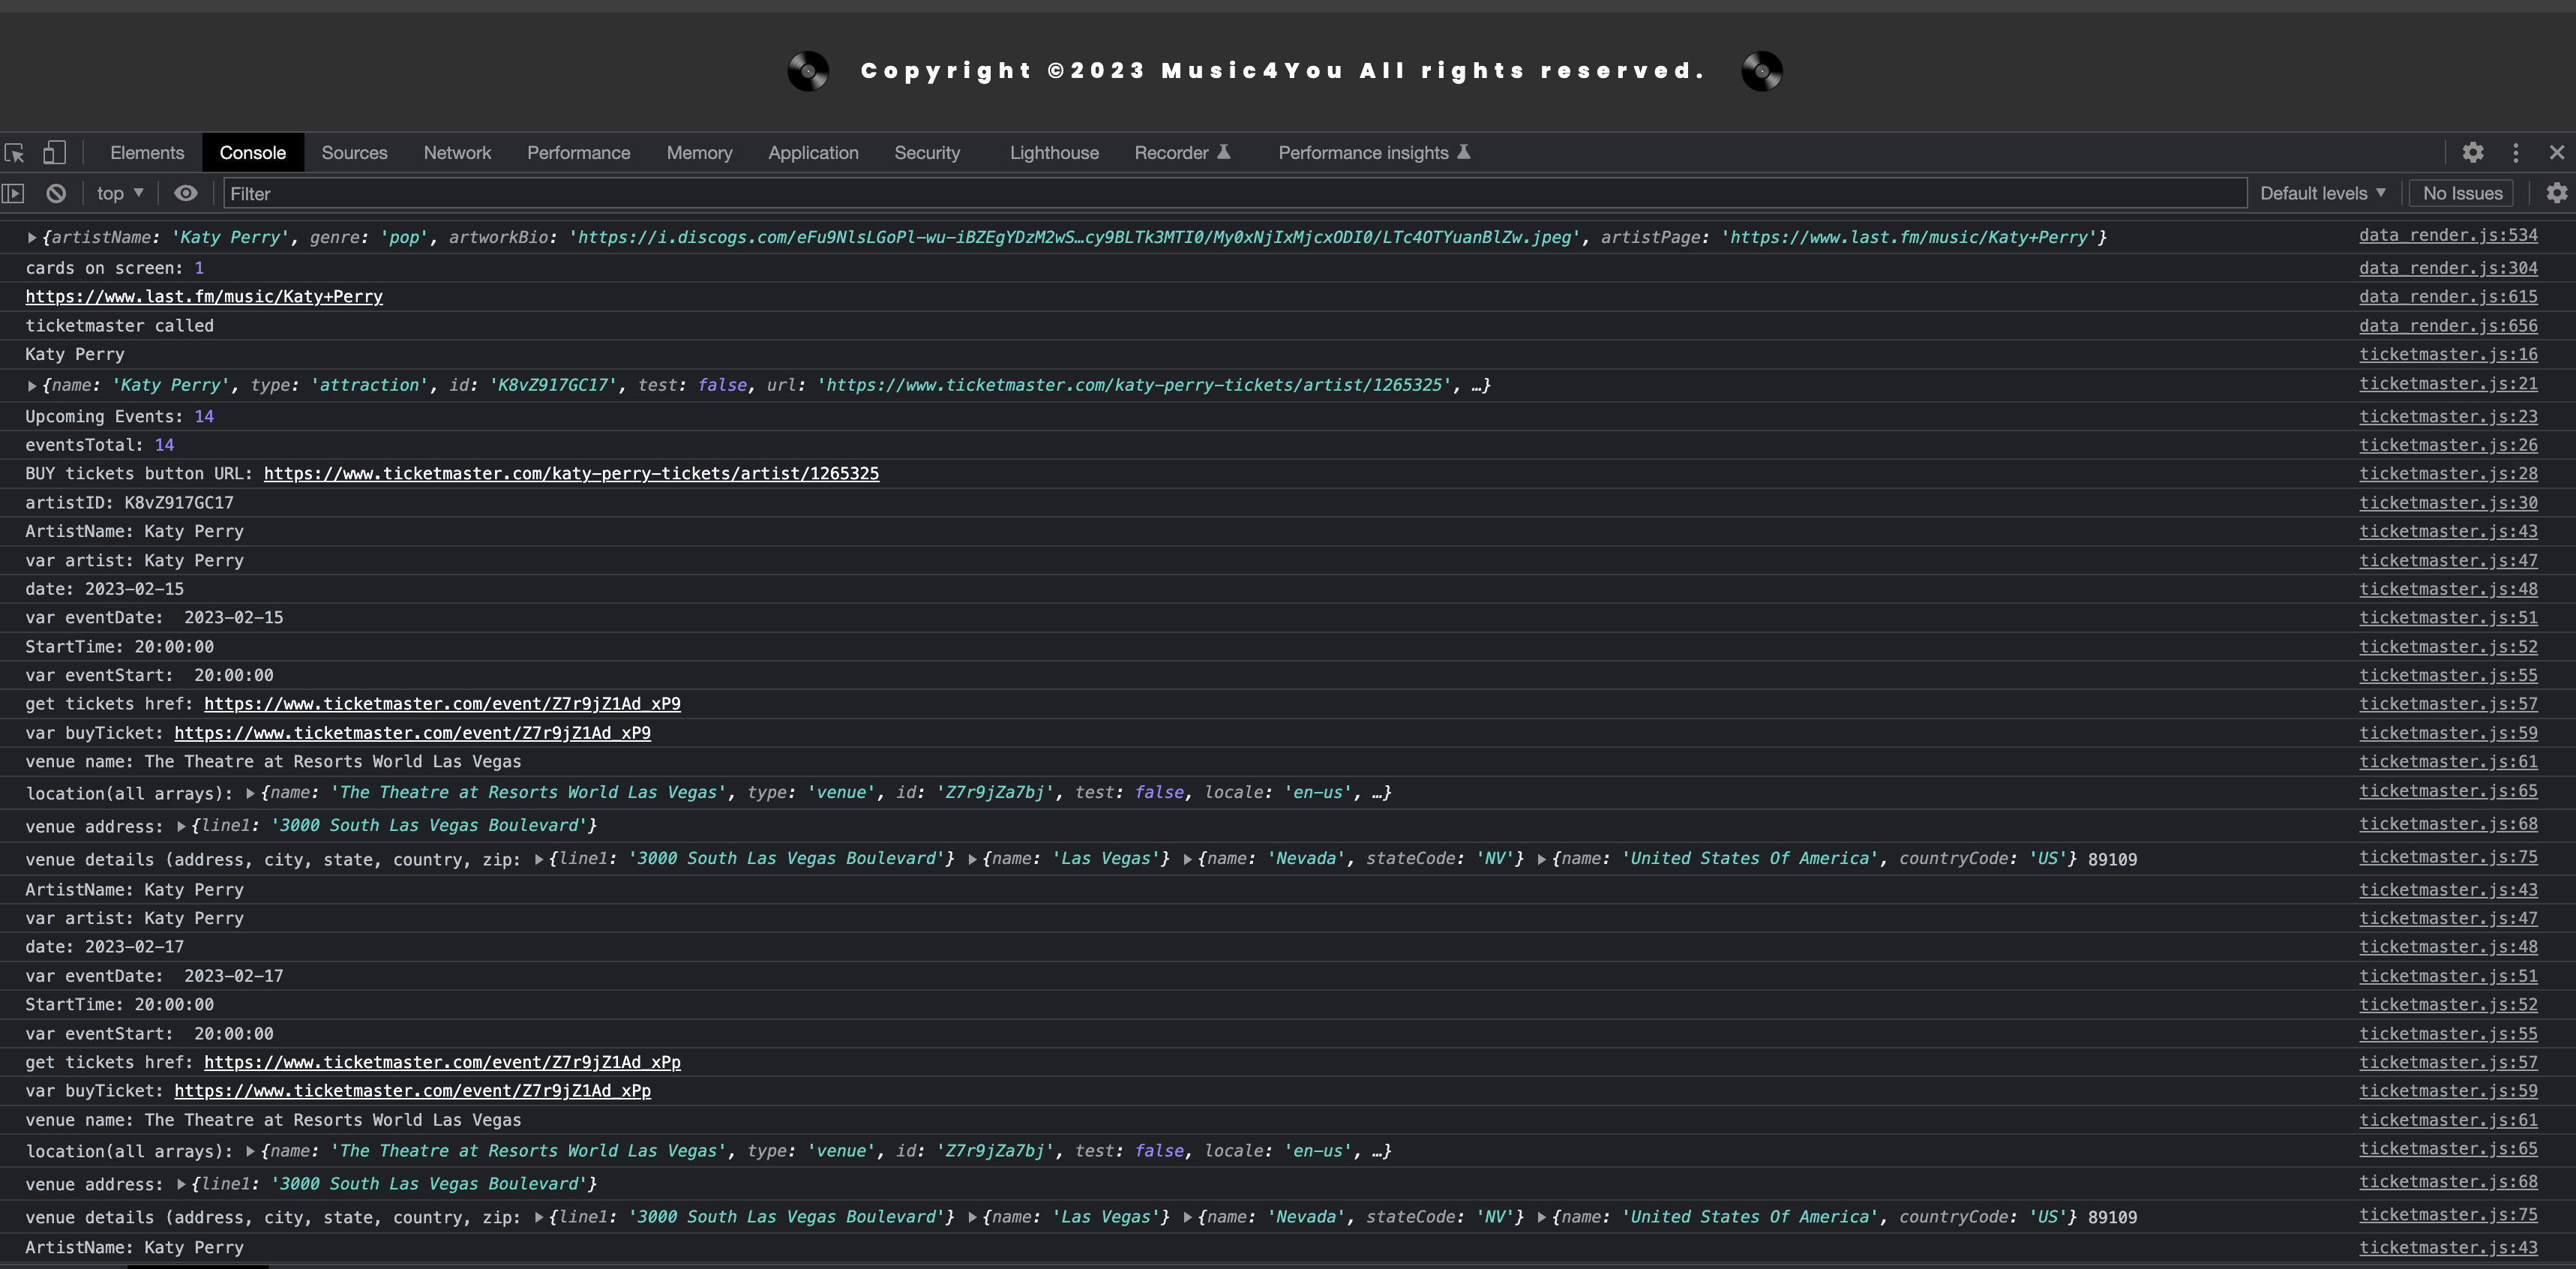 Copyright ©2023 Music4You All rights reserved.
Elements Console Sources Network Performance Memory Application Security Lighthouse Recorder Performance insights
top Filter Default levels No Issues
{artistName: 'Katy Perry', genre: 'pop', artworkBio: 'https://i.discogs.com/eFu9NlsLGoPl-wu-iBZEgYDzM2wS…cy9BLTk3MTI0/My0xNjIxMjcxODI0/LTc4OTYuanBlZw.jpeg', artistPage: 'https://www.last.fm/music/Katy+Perry'} data_render.js:534
cards on screen: 1 data_render.js:304
https://www.last.fm/music/Katy+Perry data_render.js:615
ticketmaster called data_render.js:656
Katy Perry ticketmaster.js:16
{name: 'Katy Perry', type: 'attraction', id: 'K8vZ917GC17', test: false, url: 'https://www.ticketmaster.com/katy-perry-tickets/artist/1265325', …} ticketmaster.js:21
Upcoming Events: 14 ticketmaster.js:23
eventsTotal: 14 ticketmaster.js:26
BUY tickets button URL: https://www.ticketmaster.com/katy-perry-tickets/artist/1265325 ticketmaster.js:28
artistID: K8vZ917GC17 ticketmaster.js:30
ArtistName: Katy Perry ticketmaster.js:43
var artist: Katy Perry ticketmaster.js:47
date: 2023-02-15 ticketmaster.js:48
var eventDate:  2023-02-15 ticketmaster.js:51
StartTime: 20:00:00 ticketmaster.js:52
var eventStart:  20:00:00 ticketmaster.js:55
get tickets href: https://www.ticketmaster.com/event/Z7r9jZ1Ad_xP9 ticketmaster.js:57
var buyTicket: https://www.ticketmaster.com/event/Z7r9jZ1Ad_xP9 ticketmaster.js:59
venue name: The Theatre at Resorts World Las Vegas ticketmaster.js:61
location(all arrays): {name: 'The Theatre at Resorts World Las Vegas', type: 'venue', id: 'Z7r9jZa7bj', test: false, locale: 'en-us', …} ticketmaster.js:65
venue address: {line1: '3000 South Las Vegas Boulevard'} ticketmaster.js:68
venue details (address, city, state, country, zip: {line1: '3000 South Las Vegas Boulevard'} {name: 'Las Vegas'} {name: 'Nevada', stateCode: 'NV'} {name: 'United States Of America', countryCode: 'US'} 89109 ticketmaster.js:75
ArtistName: Katy Perry ticketmaster.js:43
var artist: Katy Perry ticketmaster.js:47
date: 2023-02-17 ticketmaster.js:48
var eventDate:  2023-02-17 ticketmaster.js:51
StartTime: 20:00:00 ticketmaster.js:52
var eventStart:  20:00:00 ticketmaster.js:55
get tickets href: https://www.ticketmaster.com/event/Z7r9jZ1Ad_xPp ticketmaster.js:57
var buyTicket: https://www.ticketmaster.com/event/Z7r9jZ1Ad_xPp ticketmaster.js:59
venue name: The Theatre at Resorts World Las Vegas ticketmaster.js:61
location(all arrays): {name: 'The Theatre at Resorts World Las Vegas', type: 'venue', id: 'Z7r9jZa7bj', test: false, locale: 'en-us', …} ticketmaster.js:65
venue address: {line1: '3000 South Las Vegas Boulevard'} ticketmaster.js:68
venue details (address, city, state, country, zip: {line1: '3000 South Las Vegas Boulevard'} {name: 'Las Vegas'} {name: 'Nevada', stateCode: 'NV'} {name: 'United States Of America', countryCode: 'US'} 89109 ticketmaster.js:75
ArtistName: Katy Perry ticketmaster.js:43